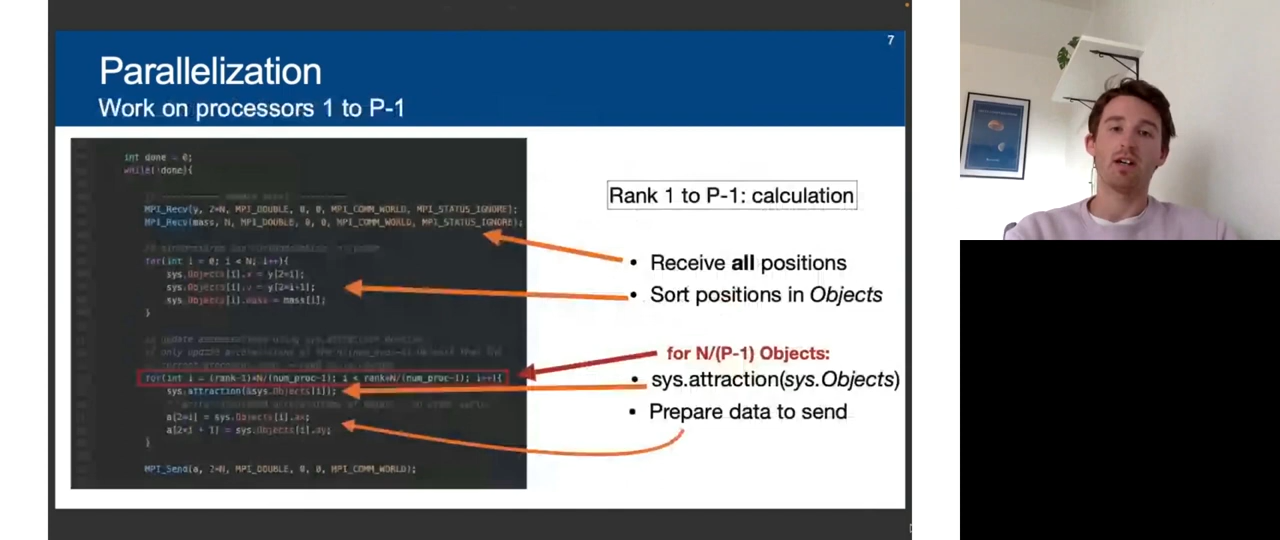 7
Parallelization
Work on processors 1 to P-1
int done = 0;
while(!done){
MPI_Recv(y, 2*N, MPI_DOUBLE, 0, 0, MPI_COMM_WORLD, MPI_STATUS_IGNORE);
MPI_Recv(mass, N, MPI_DOUBLE, 0, 0, MPI_COMM_WORLD, MPI_STATUS_IGNORE);
for(int i = 0; i < N; i++){
sys.Objects[i].x = y[2*i];
sys.Objects[i].y = y[2*i+1];
sys.Objects[i].mass = mass[i];
}
for(int i = (rank-1)*N/(num_proc-1); i < rank*N/(num_proc-1); i++){
sys.attraction(&sys.Objects[i]);
a[2*i] = sys.Objects[i].ax;
a[2*i + 1] = sys.Objects[i].ay;
}
MPI_Send(a, 2*N, MPI_DOUBLE, 0, 0, MPI_COMM_WORLD);
Rank 1 to P-1: calculation
• Receive all positions
• Sort positions in Objects
for N/(P-1) Objects:
• sys.attraction(sys.Objects)
• Prepare data to send